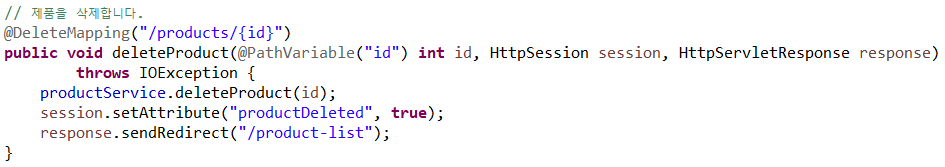 // 제품을 삭제합니다.
@DeleteMapping("/products/{id}")
public void deleteProduct(@PathVariable("id") int id, HttpSession session, HttpServletResponse response)
        throws IOException {
    productService.deleteProduct(id);
    session.setAttribute("productDeleted", true);
    response.sendRedirect("/product-list");
}